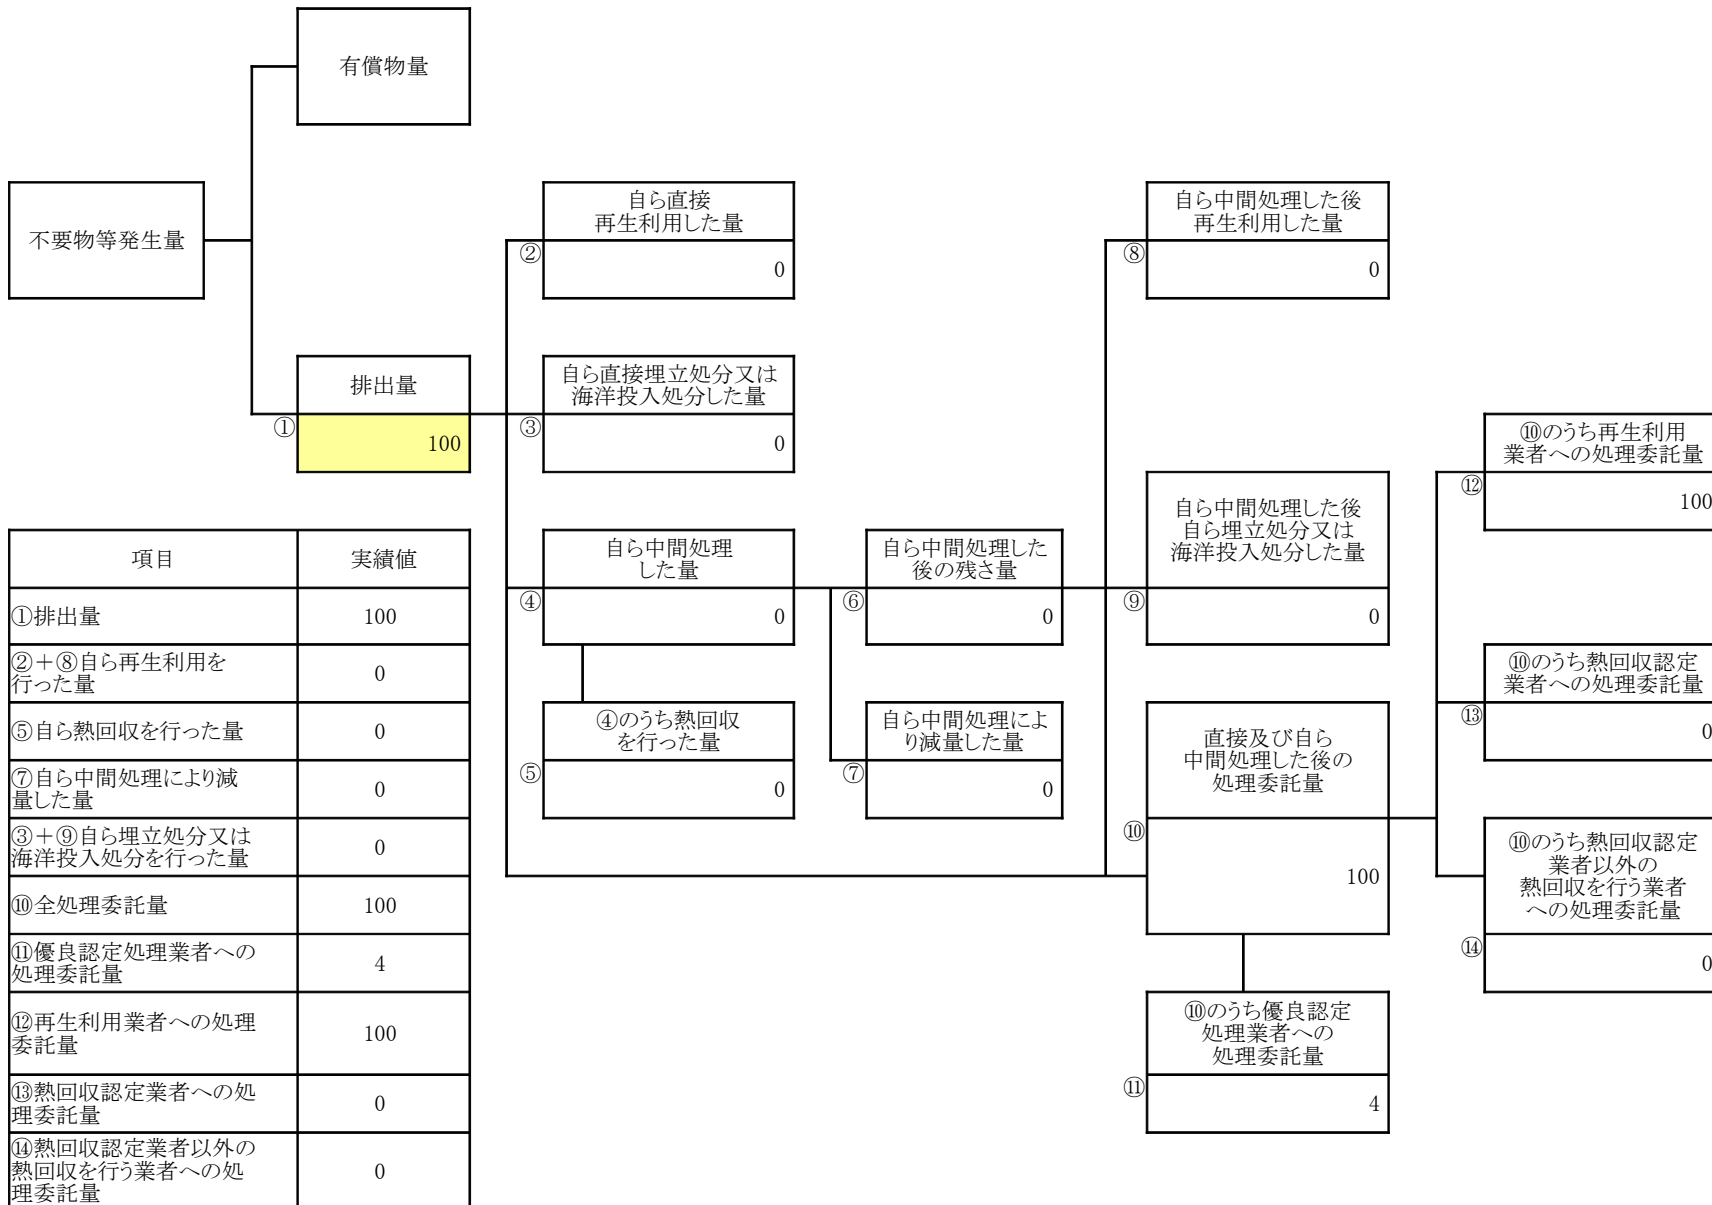 有償物量
不要物等発生量
自ら直接
再生利用した量
②
0
自ら中間処理した後
再生利用した量
⑧
0
排出量
①
100
自ら直接埋立処分又は
海洋投入処分した量
③
0
⑩のうち再生利用
業者への処理委託量
⑫
100
自ら中間処理
した量
④
0
自ら中間処理した
後の残さ量
⑥
0
自ら中間処理した後
自ら埋立処分又は
海洋投入処分した量
⑨
0
⑩のうち熱回収認定
業者への処理委託量
⑬
0
④のうち熱回収
を行った量
⑤
0
自ら中間処理によ
り減量した量
⑦
0
直接及び自ら
中間処理した後の
処理委託量
⑩
100
⑩のうち熱回収認定
業者以外の
熱回収を行う業者
への処理委託量
⑭
0
⑩のうち優良認定
処理業者への
処理委託量
⑪
4
項目
実績値
①排出量
100
②＋⑧自ら再生利用を
行った量
0
⑤自ら熱回収を行った量
0
⑦自ら中間処理により減
量した量
0
③＋⑨自ら埋立処分又は
海洋投入処分を行った量
0
⑩全処理委託量
100
⑪優良認定処理業者への
処理委託量
4
⑫再生利用業者への処理
委託量
100
⑬熱回収認定業者への処
理委託量
0
⑭熱回収認定業者以外の
熱回収を行う業者への処
理委託量
0